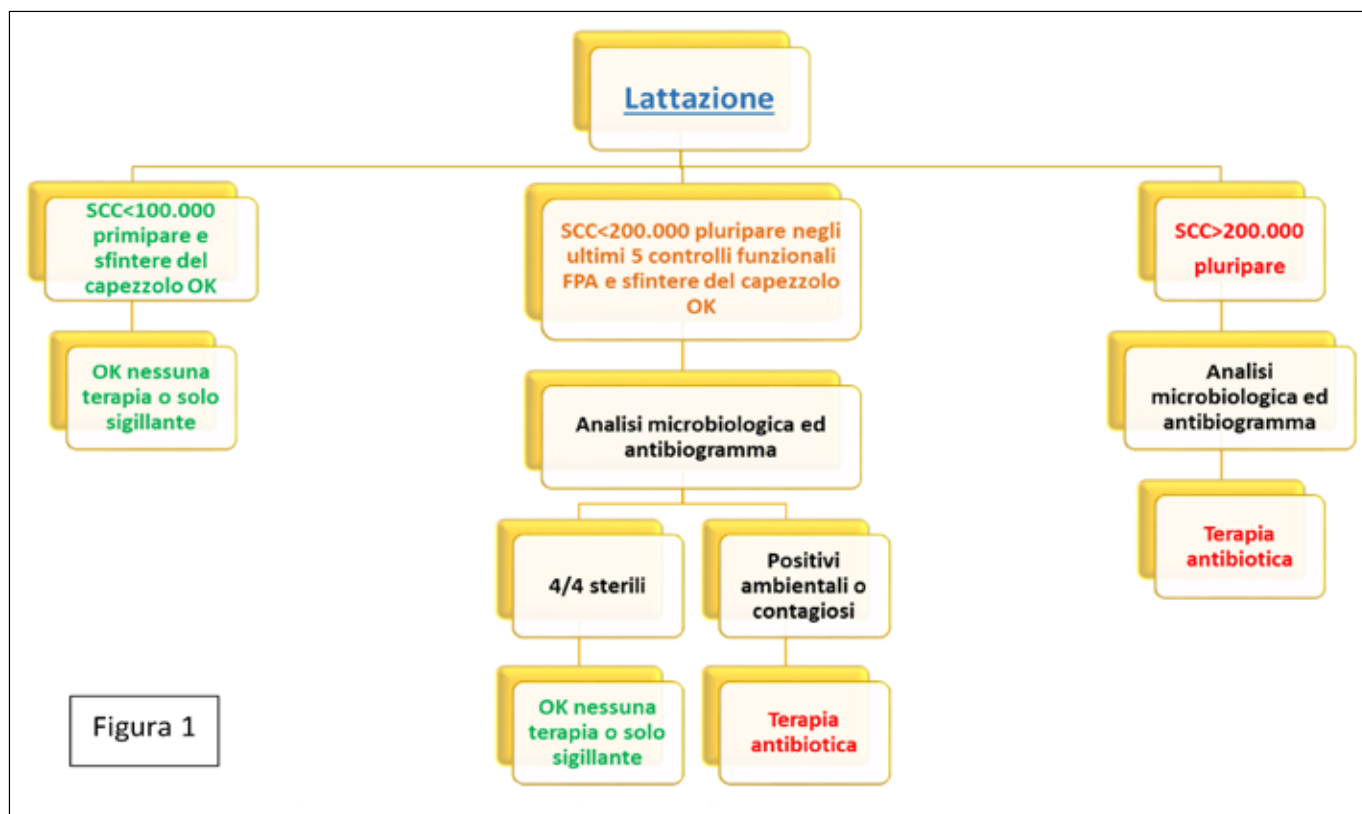 Lattazione
SCC<100.000
primipare e
sfintere del
capezzolo OK
OK nessuna
terapia o solo
sigillante
SCC<200.000 pluripare negli
ultimi 5 controlli funzionali
FPA e sfintere del capezzolo
OK
Analisi microbiologica ed
antibiogramma
4/4 sterili
OK nessuna
terapia o solo
sigillante
Positivi
ambientali o
contagiosi
Terapia
antibiotica
SCC>200.000
pluripare
Analisi
microbiologica ed
antibiogramma
Terapia
antibiotica
Figura 1